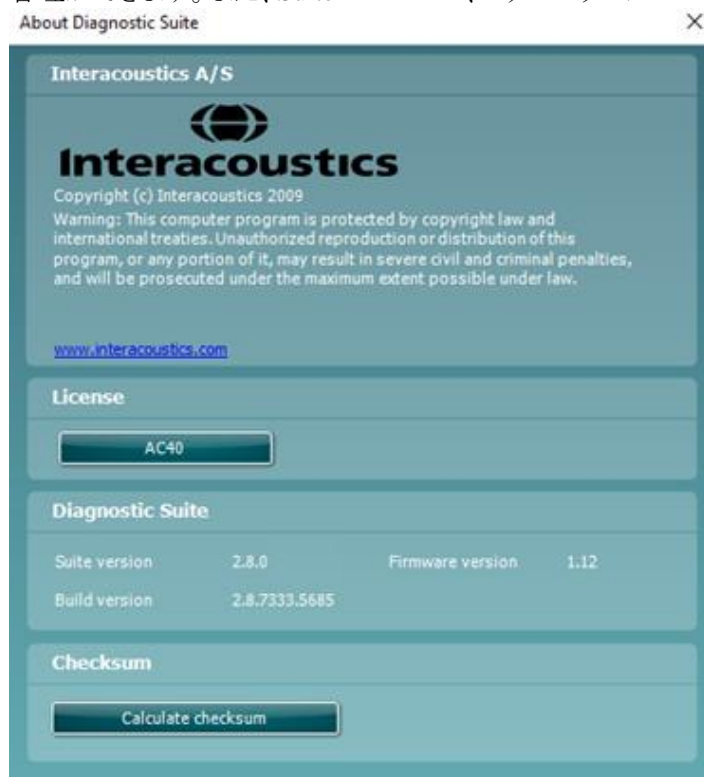 About Diagnostic Suite
Interacoustics A/S
Interacoustics
Copyright (c) Interacoustics 2009
Warning: This computer program is protected by copyright law and
international treaties. Unauthorized reproduction or distribution of this
program, or any portion of it, may result in severe civil and criminal penalties,
and will be prosecuted under the maximum extent possible under law.
www.interacoustics.com
License
AC40
Diagnostic Suite
Suite version 2.8.0 Firmware version 1.12
Build version 2.8.7333.5685
Checksum
Calculate checksum